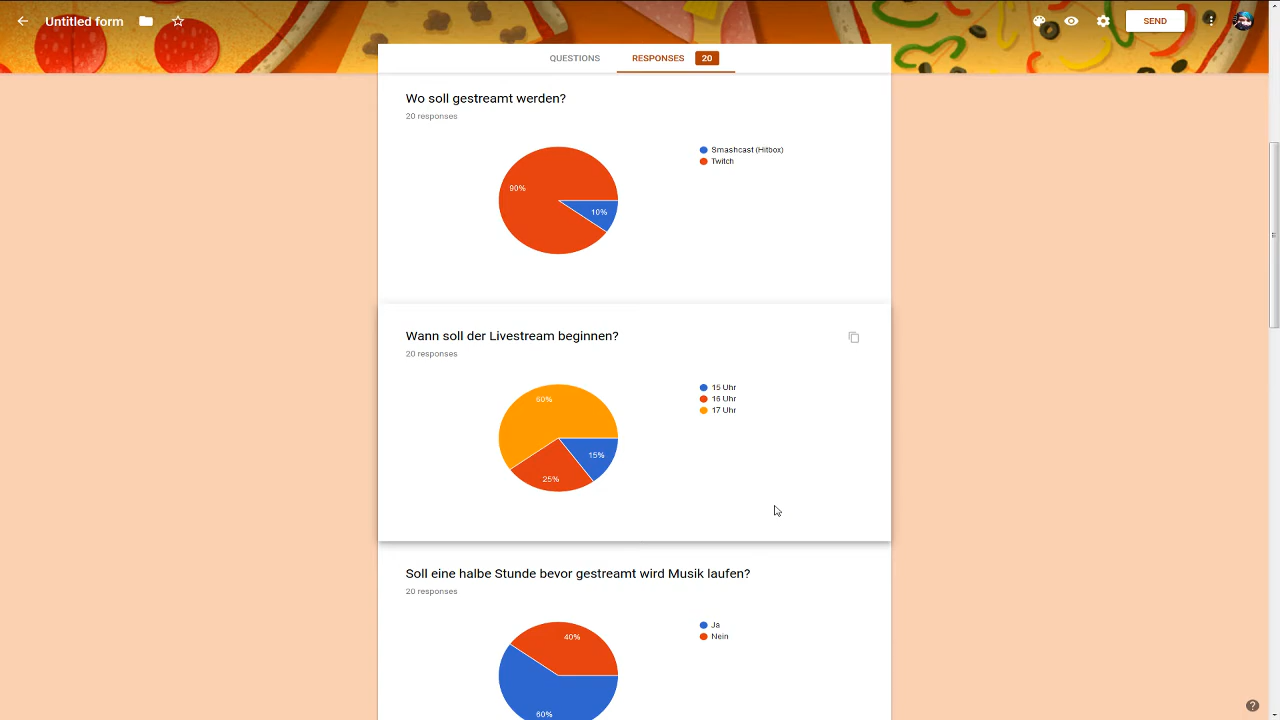 Untitled form
SEND
QUESTIONS
RESPONSES 20
Wo soll gestreamt werden?
20 responses
90%
10%
Smashcast (Hitbox)
Twitch
Wann soll der Livestream beginnen?
20 responses
60%
15%
25%
15 Uhr
16 Uhr
17 Uhr
Soll eine halbe Stunde bevor gestreamt wird Musik laufen?
20 responses
40%
60%
Ja
Nein